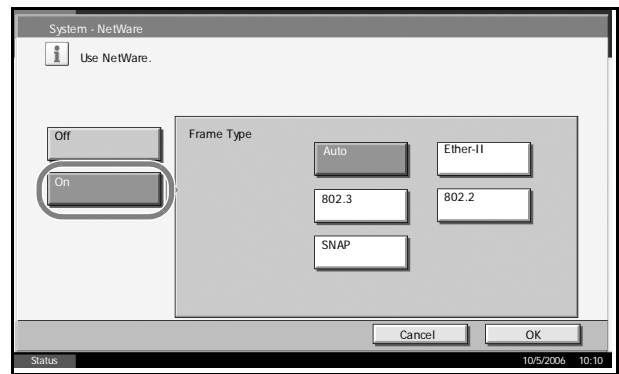 System - NetWare
i Use NetWare.
Off
On
Frame Type
Auto
Ether-II
802.3
802.2
SNAP
Cancel
OK
Status
10/5/2006 10:10